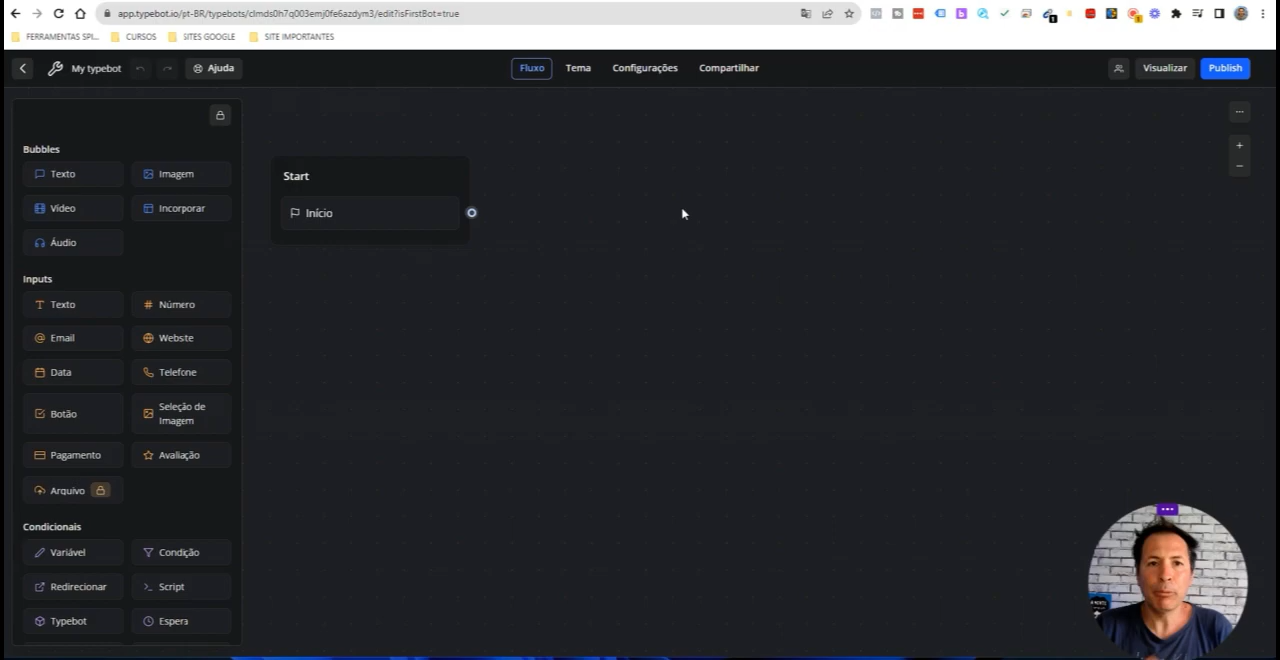 app.typebot.io/pt-BR/typebots/clmds0h7q003emj0fe6azdym3/edit?isFirstBot=true
FERRAMENTAS SPI... CURSOS SITES GOOGLE SITE IMPORTANTES
My typebot Ajuda Fluxo Tema Configurações Compartilhar Visualizar Publish
Bubbles
Texto Imagem
Vídeo Incorporar
Áudio
Start
Início
Inputs
Texto Número
Email Webste
Data Telefone
Botão Seleção de
Imagem
Pagamento Avaliação
Arquivo
Condicionais
Variável Condição
Redirecionar Script
Typebot Espera